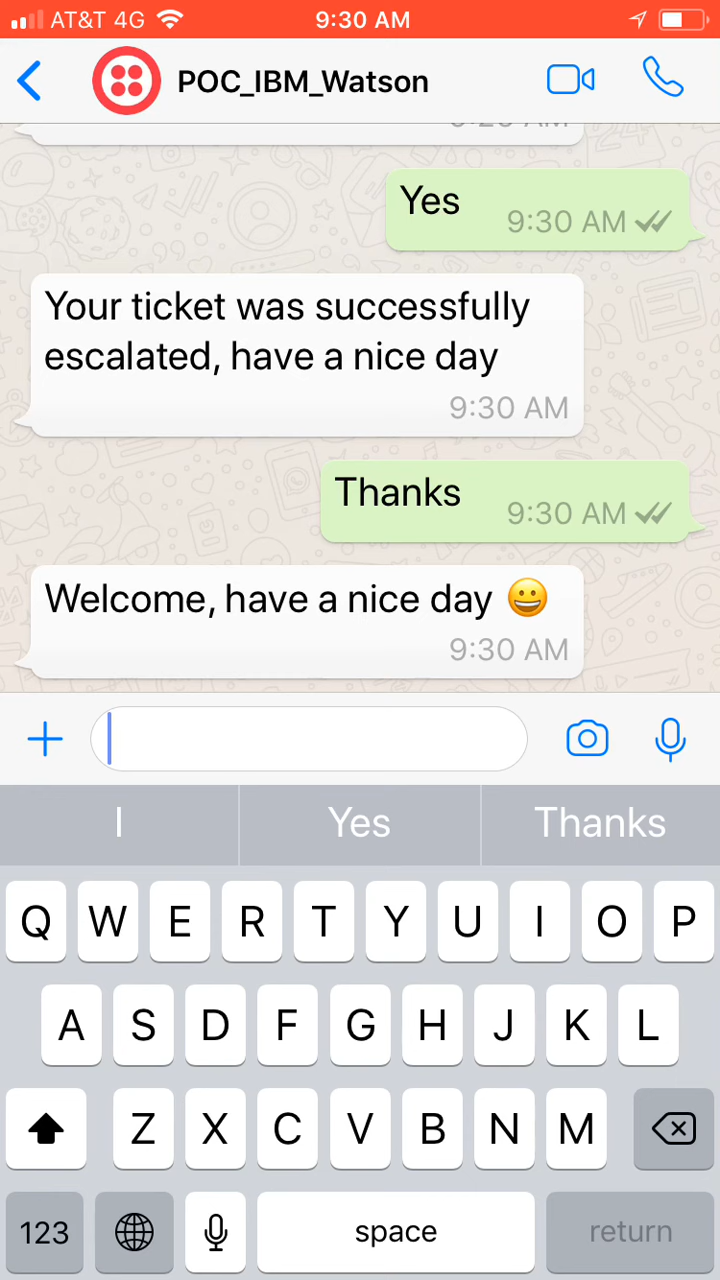 AT&T 4G 9:30 AM
POC_IBM_Watson
Yes
9:30 AM
Your ticket was successfully
escalated, have a nice day
9:30 AM
Thanks
9:30 AM
Welcome, have a nice day 😀
9:30 AM
I Yes Thanks
Q W E R T Y U I O P
A S D F G H J K L
Z X C V B N M
123 space return